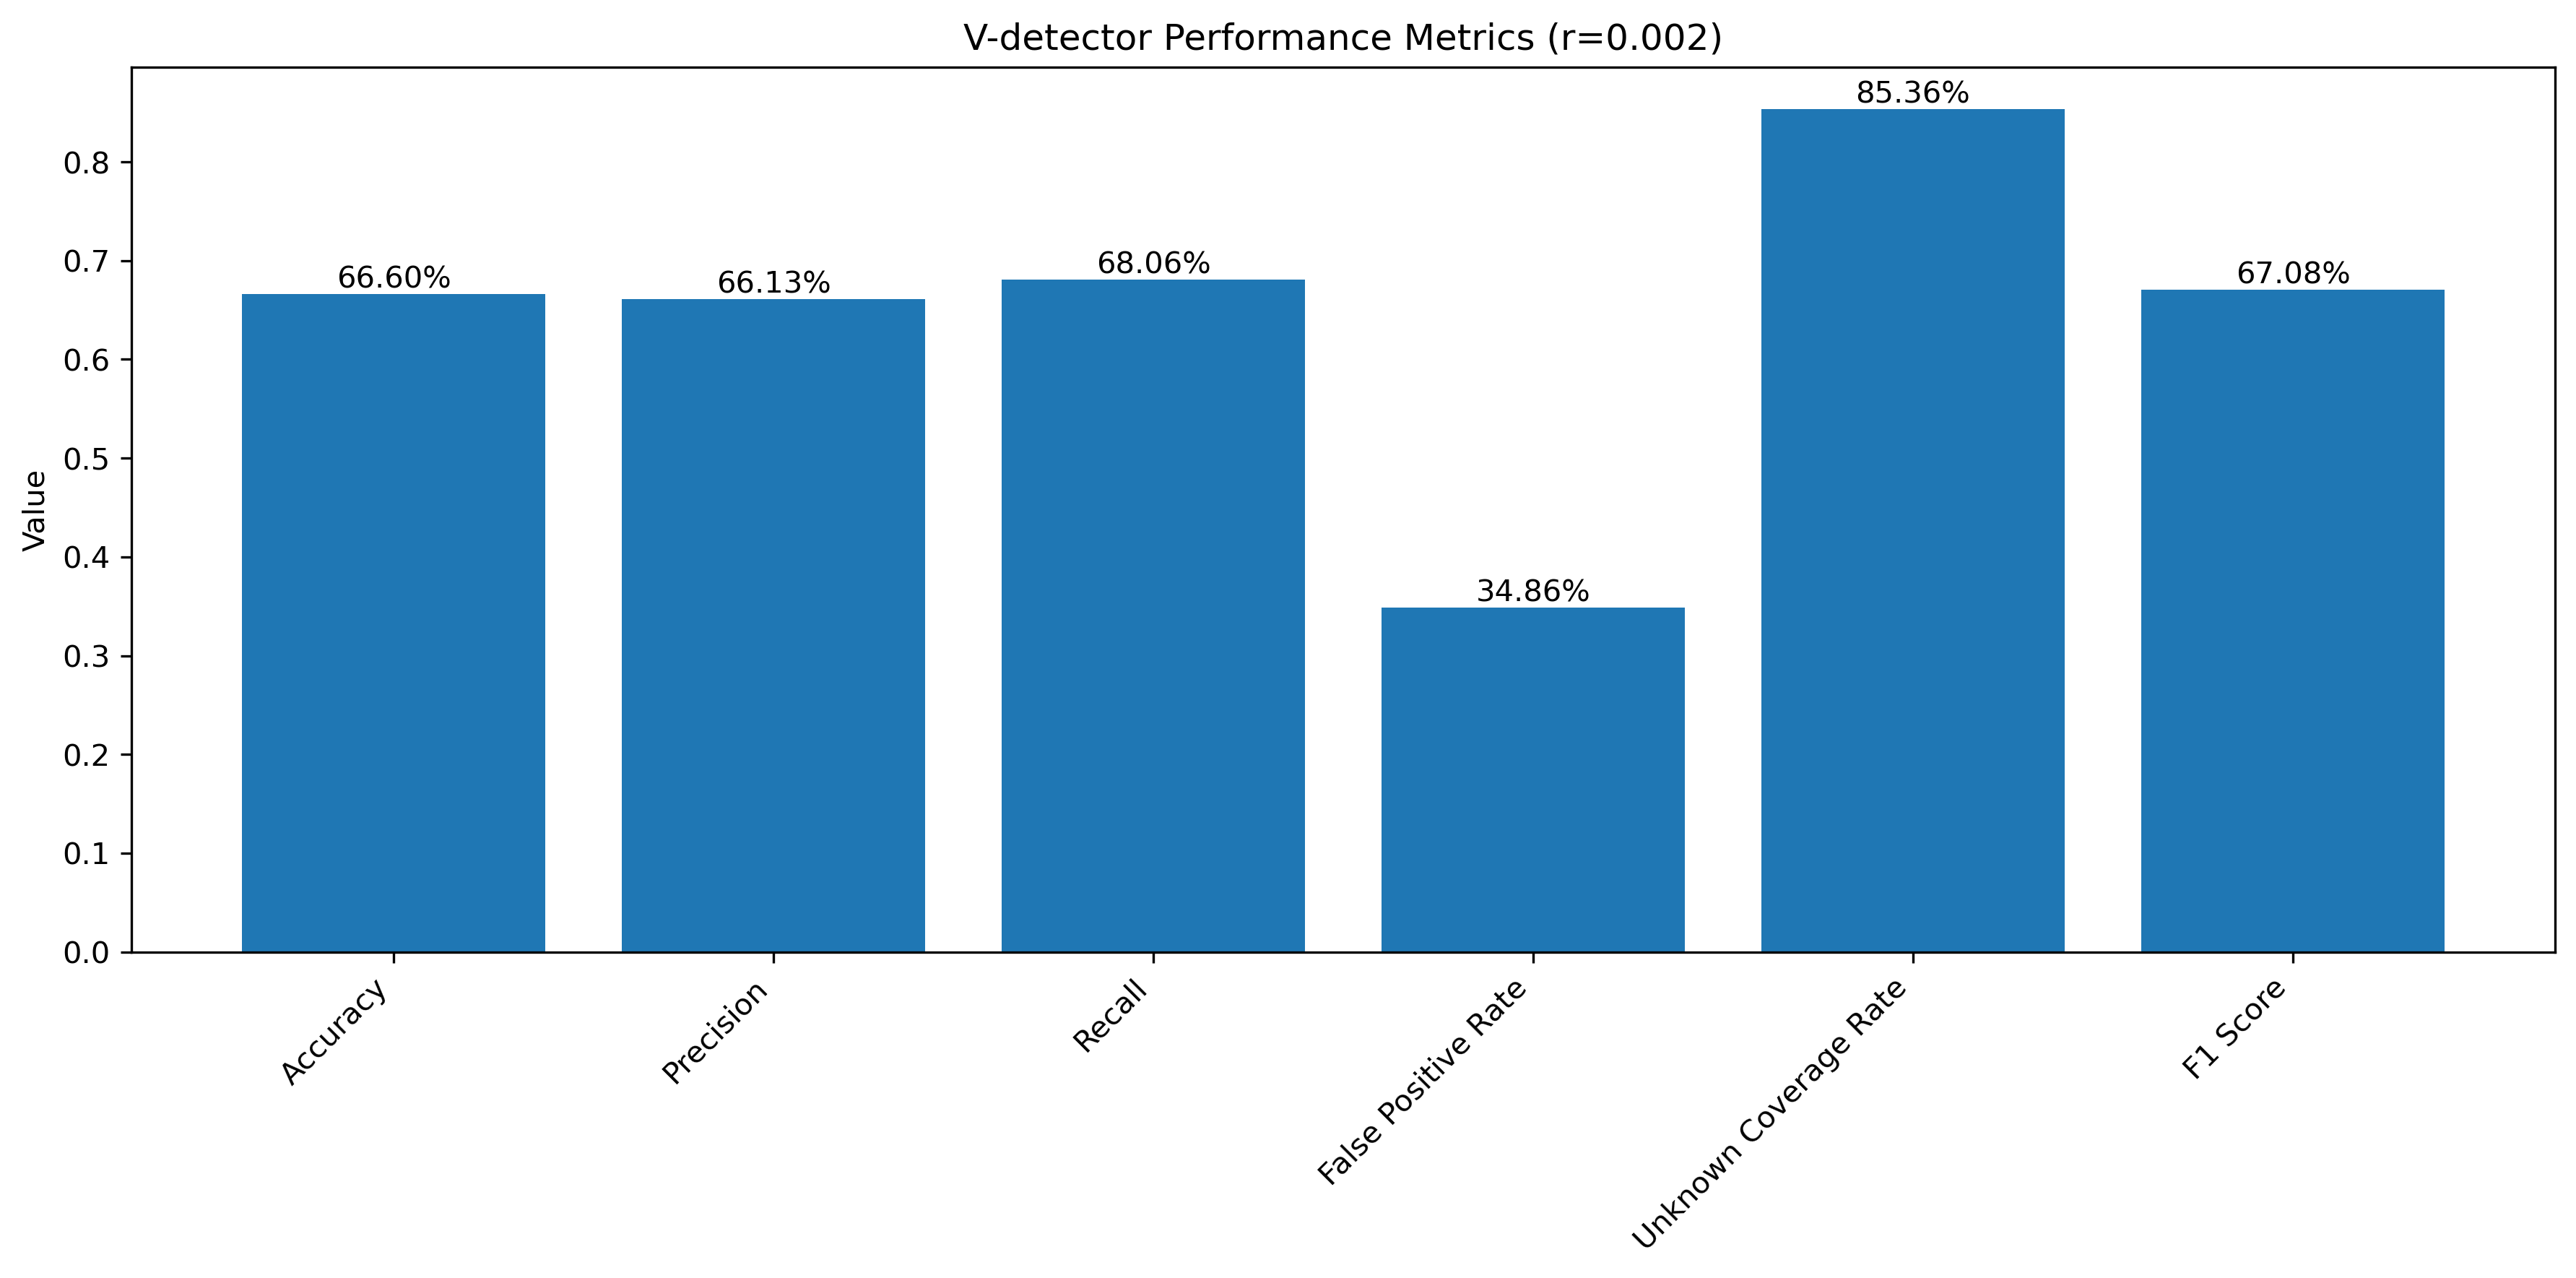 V-detector Performance Metrics (r=0.002)
Value
0.8
0.7
0.6
0.5
0.4
0.3
0.2
0.1
0.0
66.60%
66.13%
68.06%
34.86%
85.36%
67.08%
Accuracy
Precision
Recall
False Positive Rate
Unknown Coverage Rate
F1 Score